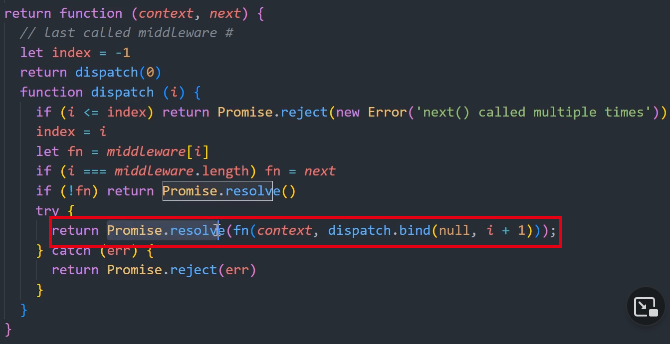 return function (context, next) {
// last called middleware #
let index = -1
return dispatch(0)
function dispatch (i) {
if (i <= index) return Promise.reject(new Error('next() called multiple times'))
index = i
let fn = middleware[i]
if (i === middleware.length) fn = next
if (!fn) return Promise.resolve()
try {
return Promise.resolve(fn(context, dispatch.bind(null, i + 1)));
} catch (err) {
return Promise.reject(err)
}
}
}